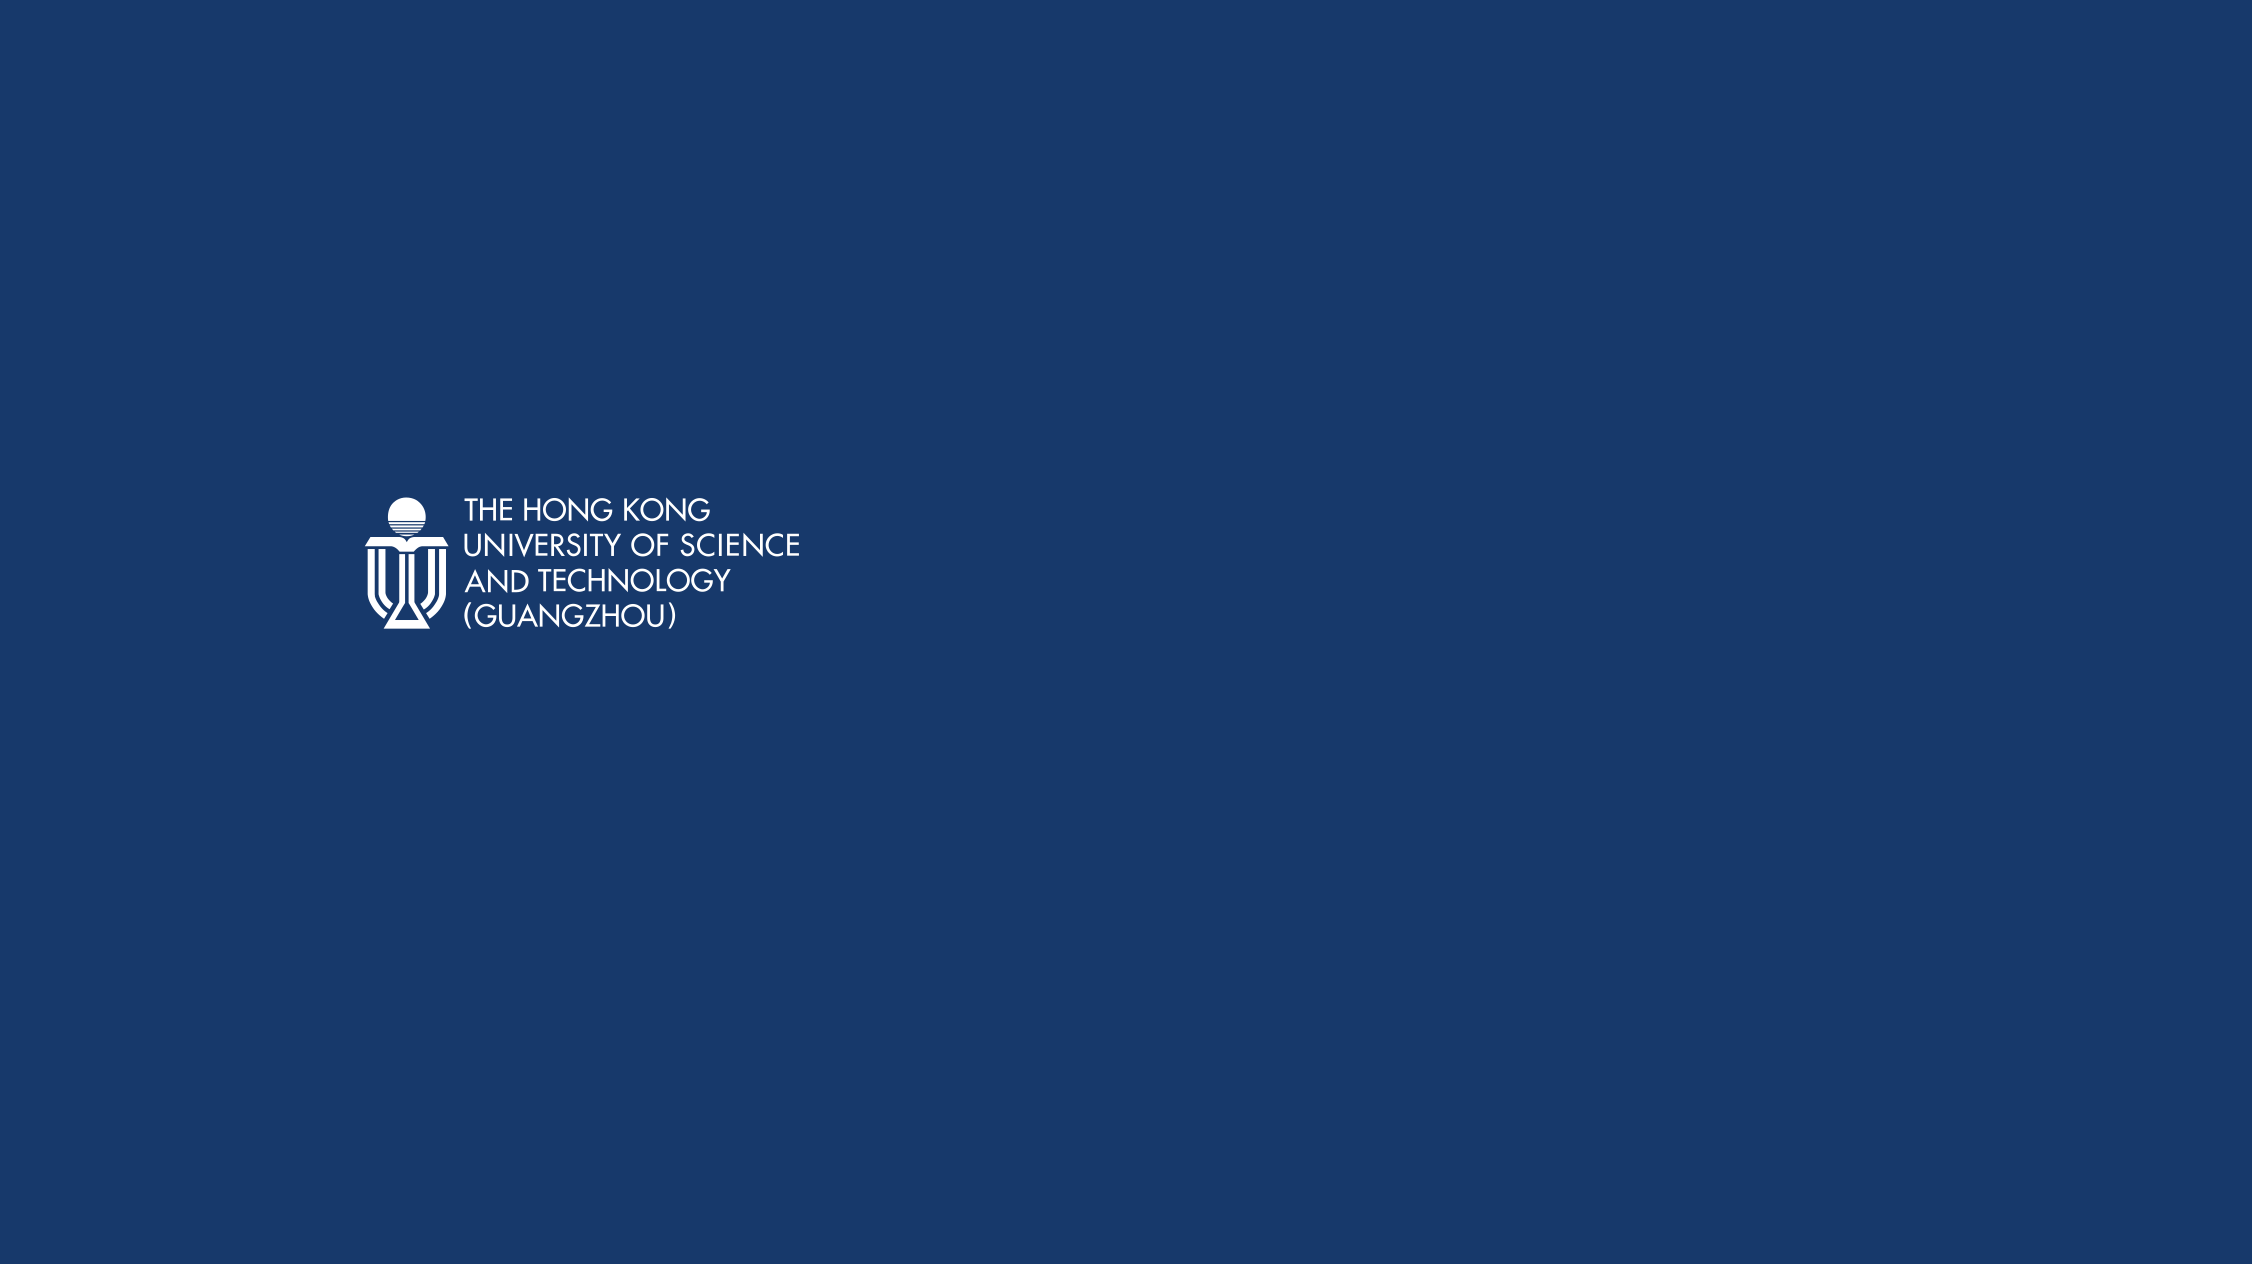 THE HONG KONG
UNIVERSITY OF SCIENCE
AND TECHNOLOGY
(GUANGZHOU)